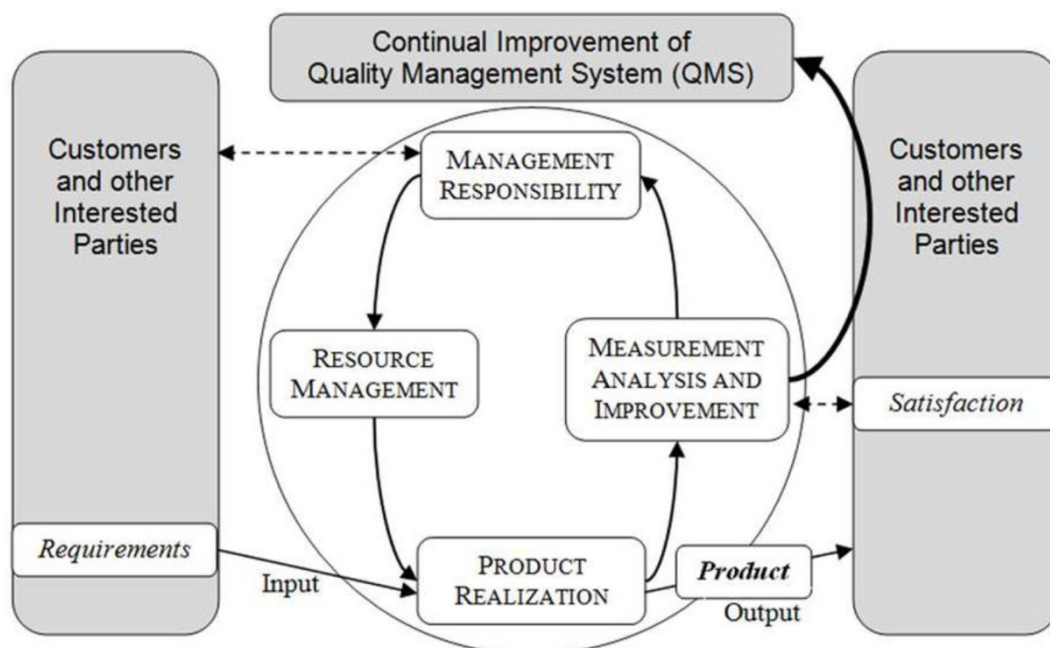 Continual Improvement of
Quality Management System (QMS)
Customers
and other
Interested
Parties
MANAGEMENT
RESPONSIBILITY
Customers
and other
Interested
Parties
RESOURCE
MANAGEMENT
MEASUREMENT
ANALYSIS AND
IMPROVEMENT
Satisfaction
Requirements
Input
PRODUCT
REALIZATION
Product
Output